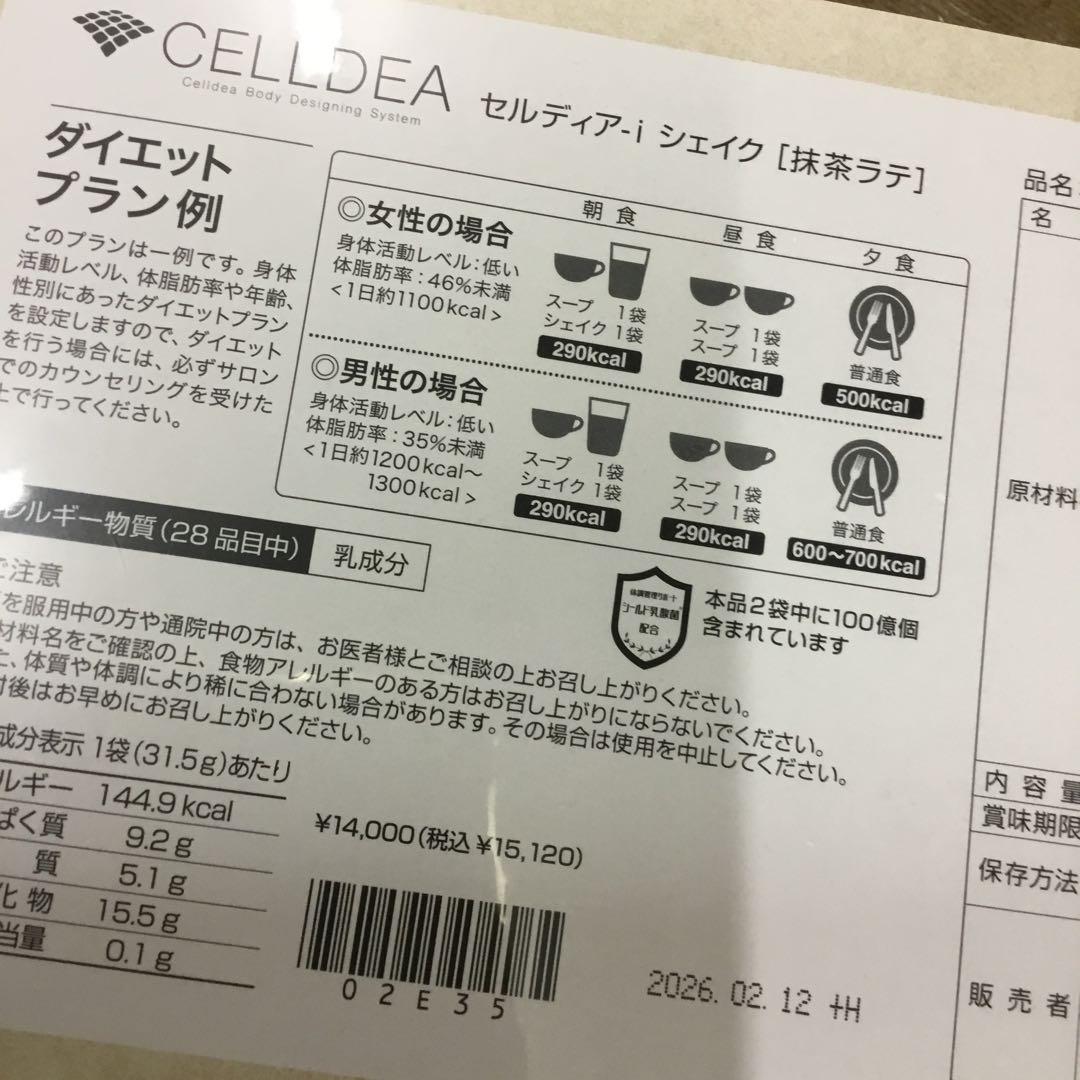 CELLDEA
Celldea Body Designing System
セルディア-i シェイク [抹茶ラテ]
ダイエット
プラン例
このプランは一例です。身体
活動レベル、体脂肪率や年齢、
性別にあったダイエットプラン
を設定しますので、ダイエット
を行う場合には、必ずサロン
でのカウンセリングを受けた
上で行ってください。
朝食
昼食
夕食
◎女性の場合
身体活動レベル:低い
体脂肪率:46%未満
<1日約1100kcal>
スープ 1袋
シェイク 1袋
290kcal
スープ 1袋
スープ 1袋
290kcal
普通食
500kcal
◎男性の場合
身体活動レベル:低い
体脂肪率:35%未満
<1日約1200kcal~
1300kcal>
スープ 1袋
シェイク 1袋
290kcal
スープ 1袋
スープ 1袋
290kcal
普通食
600~700kcal
レルギー物質(28品目中)
乳成分
体調管理サポート
シールド乳酸菌
配合
本品2袋中に100億個
含まれています
ご注意
を服用中の方や通院中の方は、お医者様とご相談の上お召し上がりください。
材料名をご確認の上、食物アレルギーのある方はお召し上がりにならないでください。
た、体質や体調により稀に合わない場合があります。その場合は使用を中止してください。
封後はお早めにお召し上がりください。
成分表示 1袋(31.5g)あたり
ルギー 144.9kcal
ぱく質 9.2g
質 5.1g
化物 15.5g
当量 0.1g
¥14,000(税込¥15,120)
02E35
2026.02.12 +H
品名
名
原材料
内容量
賞味期限
保存方法
販売者